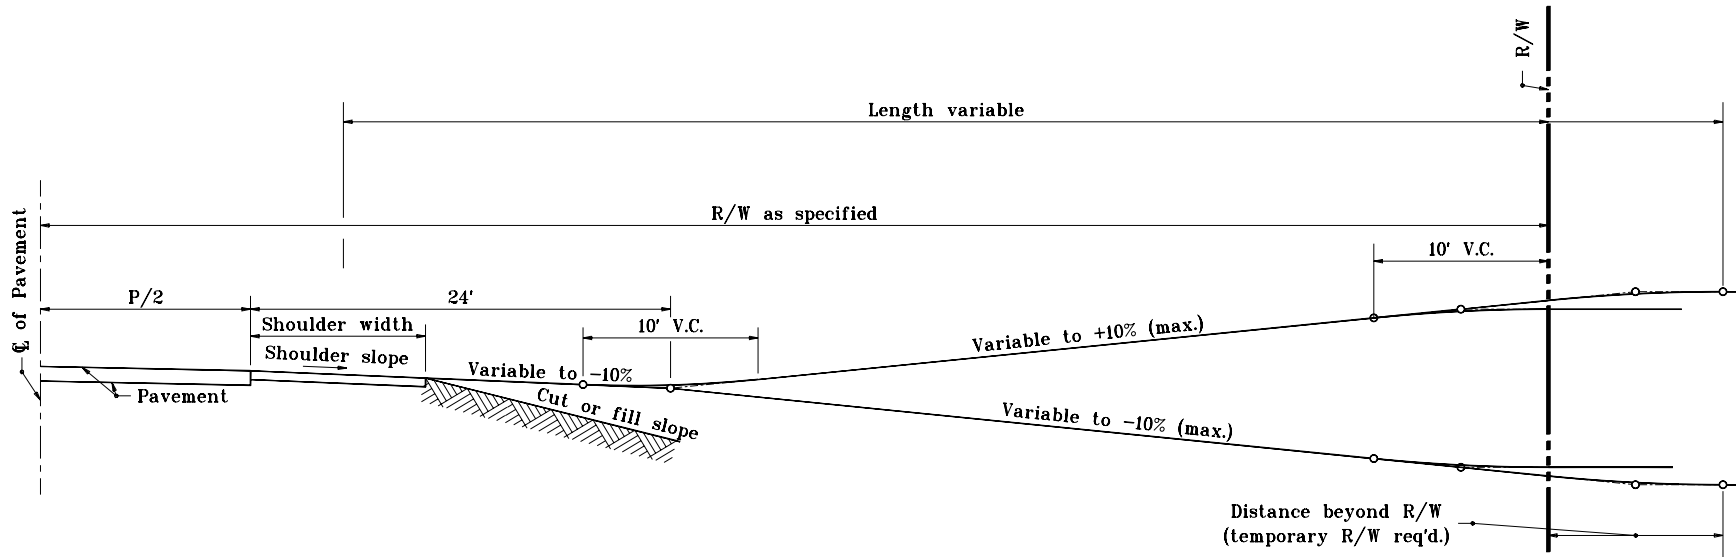 R/W
Length variable
℄ of Pavement
R/W as specified
10' V.C.
P/2
24'
Shoulder width
10' V.C.
Shoulder slope
Variable to -10%
Variable to +10% (max.)
Pavement
Cut or fill slope
Variable to -10% (max.)
Distance beyond R/W
(temporary R/W req'd.)